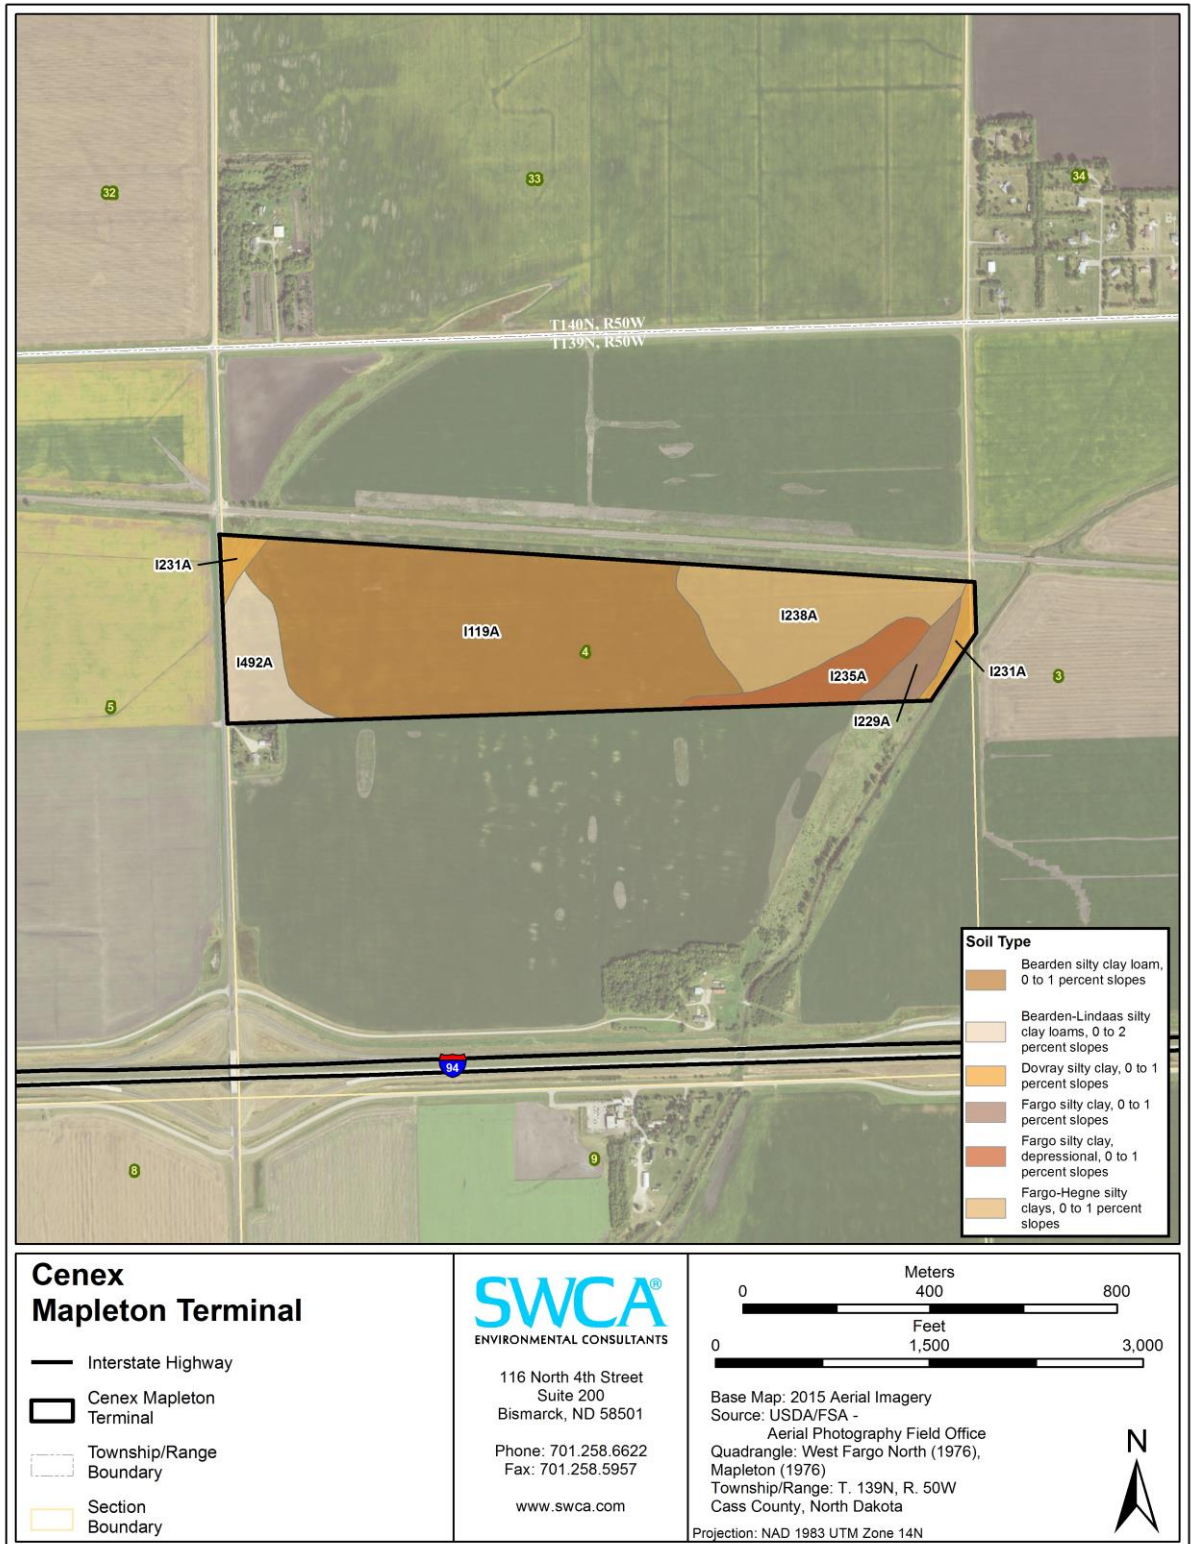 32
33
34
T140N, R50W
T139N, R50W
I231A
I119A
I238A
4
I492A
I235A
I231A
3
5
I229A
94
8
9
Soil Type
Bearden silty clay loam,
0 to 1 percent slopes
Bearden-Lindaas silty
clay loams, 0 to 2
percent slopes
Dovray silty clay, 0 to 1
percent slopes
Fargo silty clay, 0 to 1
percent slopes
Fargo silty clay,
depressional, 0 to 1
percent slopes
Fargo-Hegne silty
clays, 0 to 1 percent
slopes
Cenex
Mapleton Terminal
Interstate Highway
Cenex Mapleton
Terminal
Township/Range
Boundary
Section
Boundary
SWCA®
ENVIRONMENTAL CONSULTANTS
116 North 4th Street
Suite 200
Bismarck, ND 58501
Phone: 701.258.6622
Fax: 701.258.5957
www.swca.com
Meters
0 400 800
Feet
0 1,500 3,000
Base Map: 2015 Aerial Imagery
Source: USDA/FSA -
Aerial Photography Field Office
Quadrangle: West Fargo North (1976),
Mapleton (1976)
Township/Range: T. 139N, R. 50W
Cass County, North Dakota
Projection: NAD 1983 UTM Zone 14N
N